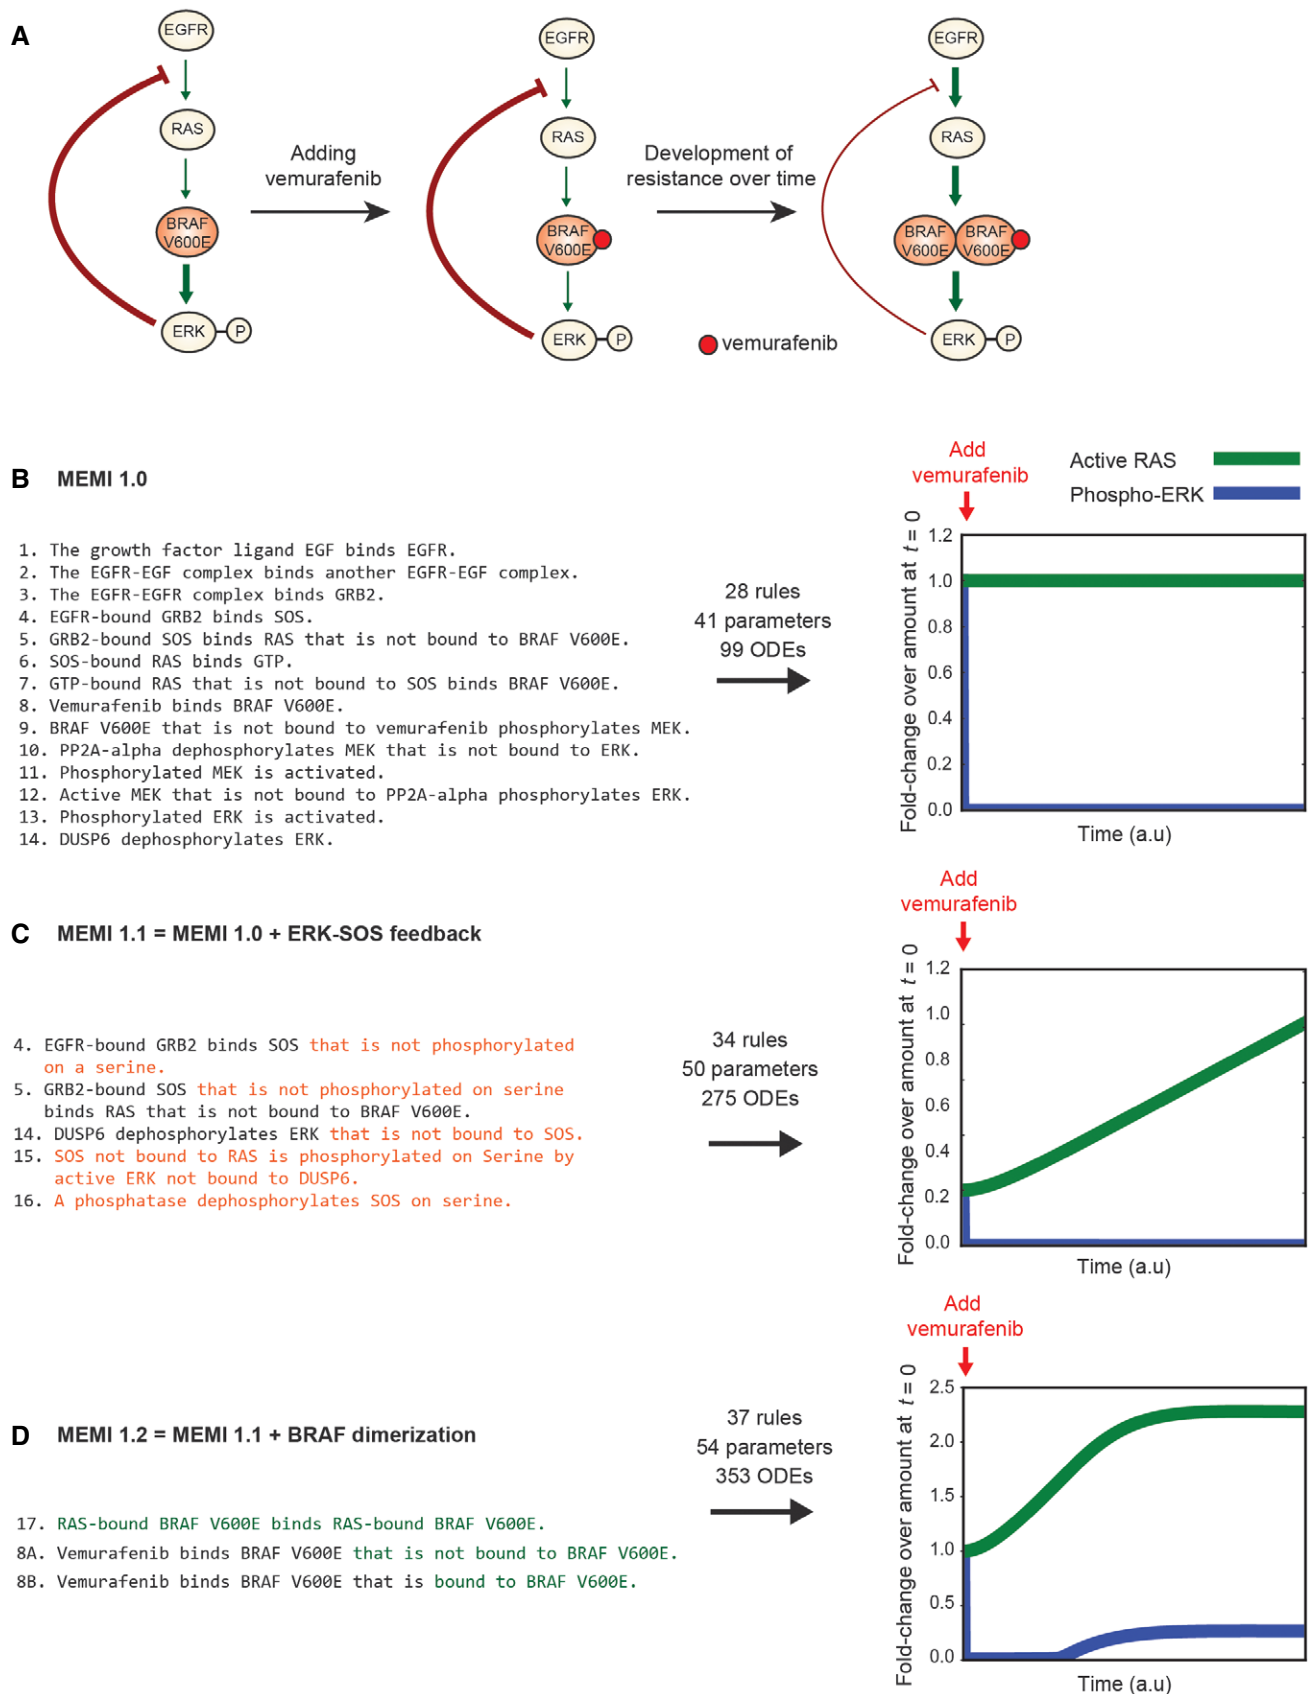 A
EGFR
RAS
BRAF
V600E
ERK
P
Adding
vemurafenib
EGFR
RAS
BRAF
V600E
ERK
P
Development of
resistance over time
vemurafenib
EGFR
RAS
BRAF
V600E
BRAF
V600E
ERK
P
B MEMI 1.0
1. The growth factor ligand EGF binds EGFR.
2. The EGFR-EGF complex binds another EGFR-EGF complex.
3. The EGFR-EGFR complex binds GRB2.
4. EGFR-bound GRB2 binds SOS.
5. GRB2-bound SOS binds RAS that is not bound to BRAF V600E.
6. SOS-bound RAS binds GTP.
7. GTP-bound RAS that is not bound to SOS binds BRAF V600E.
8. Vemurafenib binds BRAF V600E.
9. BRAF V600E that is not bound to vemurafenib phosphorylates MEK.
10. PP2A-alpha dephosphorylates MEK that is not bound to ERK.
11. Phosphorylated MEK is activated.
12. Active MEK that is not bound to PP2A-alpha phosphorylates ERK.
13. Phosphorylated ERK is activated.
14. DUSP6 dephosphorylates ERK.
28 rules
41 parameters
99 ODEs
Add
vemurafenib
Active RAS
Phospho-ERK
Fold-change over amount at t = 0
1.2
1.0
0.8
0.6
0.4
0.2
0.0
Time (a.u)
C MEMI 1.1 = MEMI 1.0 + ERK-SOS feedback
4. EGFR-bound GRB2 binds SOS that is not phosphorylated
on a serine.
5. GRB2-bound SOS that is not phosphorylated on serine
binds RAS that is not bound to BRAF V600E.
14. DUSP6 dephosphorylates ERK that is not bound to SOS.
15. SOS not bound to RAS is phosphorylated on Serine by
active ERK not bound to DUSP6.
16. A phosphatase dephosphorylates SOS on serine.
34 rules
50 parameters
275 ODEs
Add
vemurafenib
Fold-change over amount at t = 0
1.2
1.0
0.8
0.6
0.4
0.2
0.0
Time (a.u)
D MEMI 1.2 = MEMI 1.1 + BRAF dimerization
17. RAS-bound BRAF V600E binds RAS-bound BRAF V600E.
8A. Vemurafenib binds BRAF V600E that is not bound to BRAF V600E.
8B. Vemurafenib binds BRAF V600E that is bound to BRAF V600E.
37 rules
54 parameters
353 ODEs
Add
vemurafenib
Fold-change over amount at t = 0
2.5
2.0
1.5
1.0
0.5
0.0
Time (a.u)